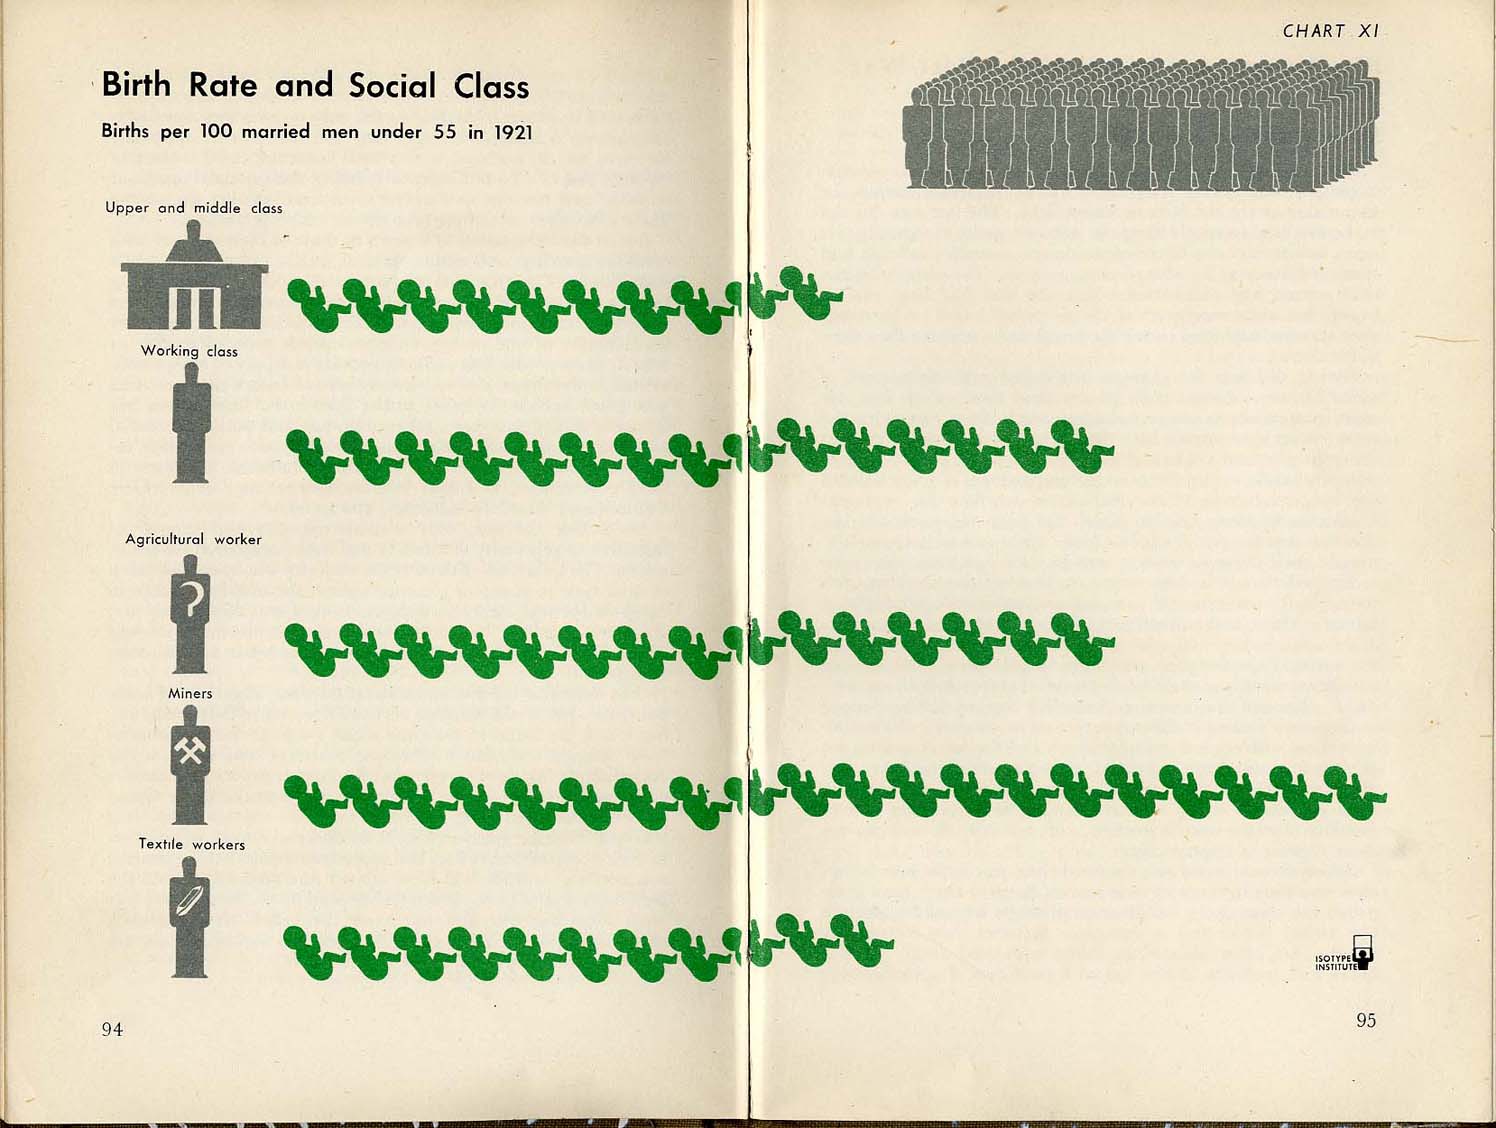 CHART XI
Birth Rate and Social Class
Births per 100 married men under 55 in 1921
Upper and middle class
Working class
Agricultural worker
Miners
Textile workers
ISOTYPE
INSTITUTE
94
95